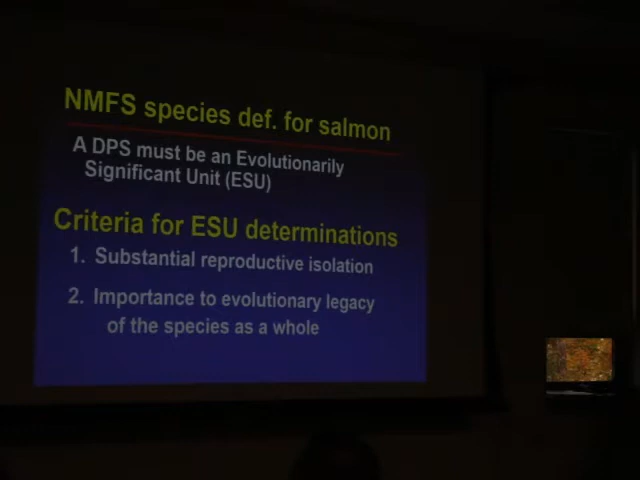 NMFS species def. for salmon
A DPS must be an Evolutionarily
Significant Unit (ESU)
Criteria for ESU determinations
1. Substantial reproductive isolation
2. Importance to evolutionary legacy
of the species as a whole